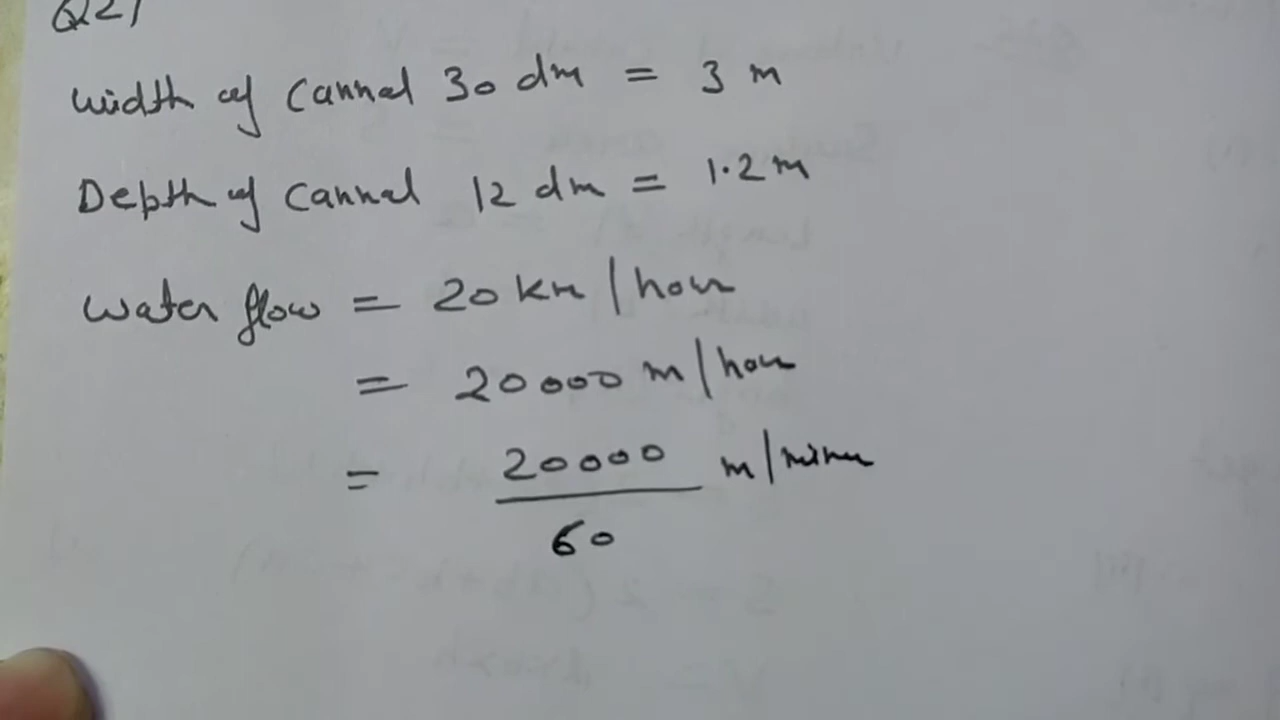 Q21
Width of Cannal 30 dm = 3 m
Depth of Cannal 12 dm = 1.2 m
Water flow = 20 km / hour
= 20000 m / hour
= 20000 / 60 m /